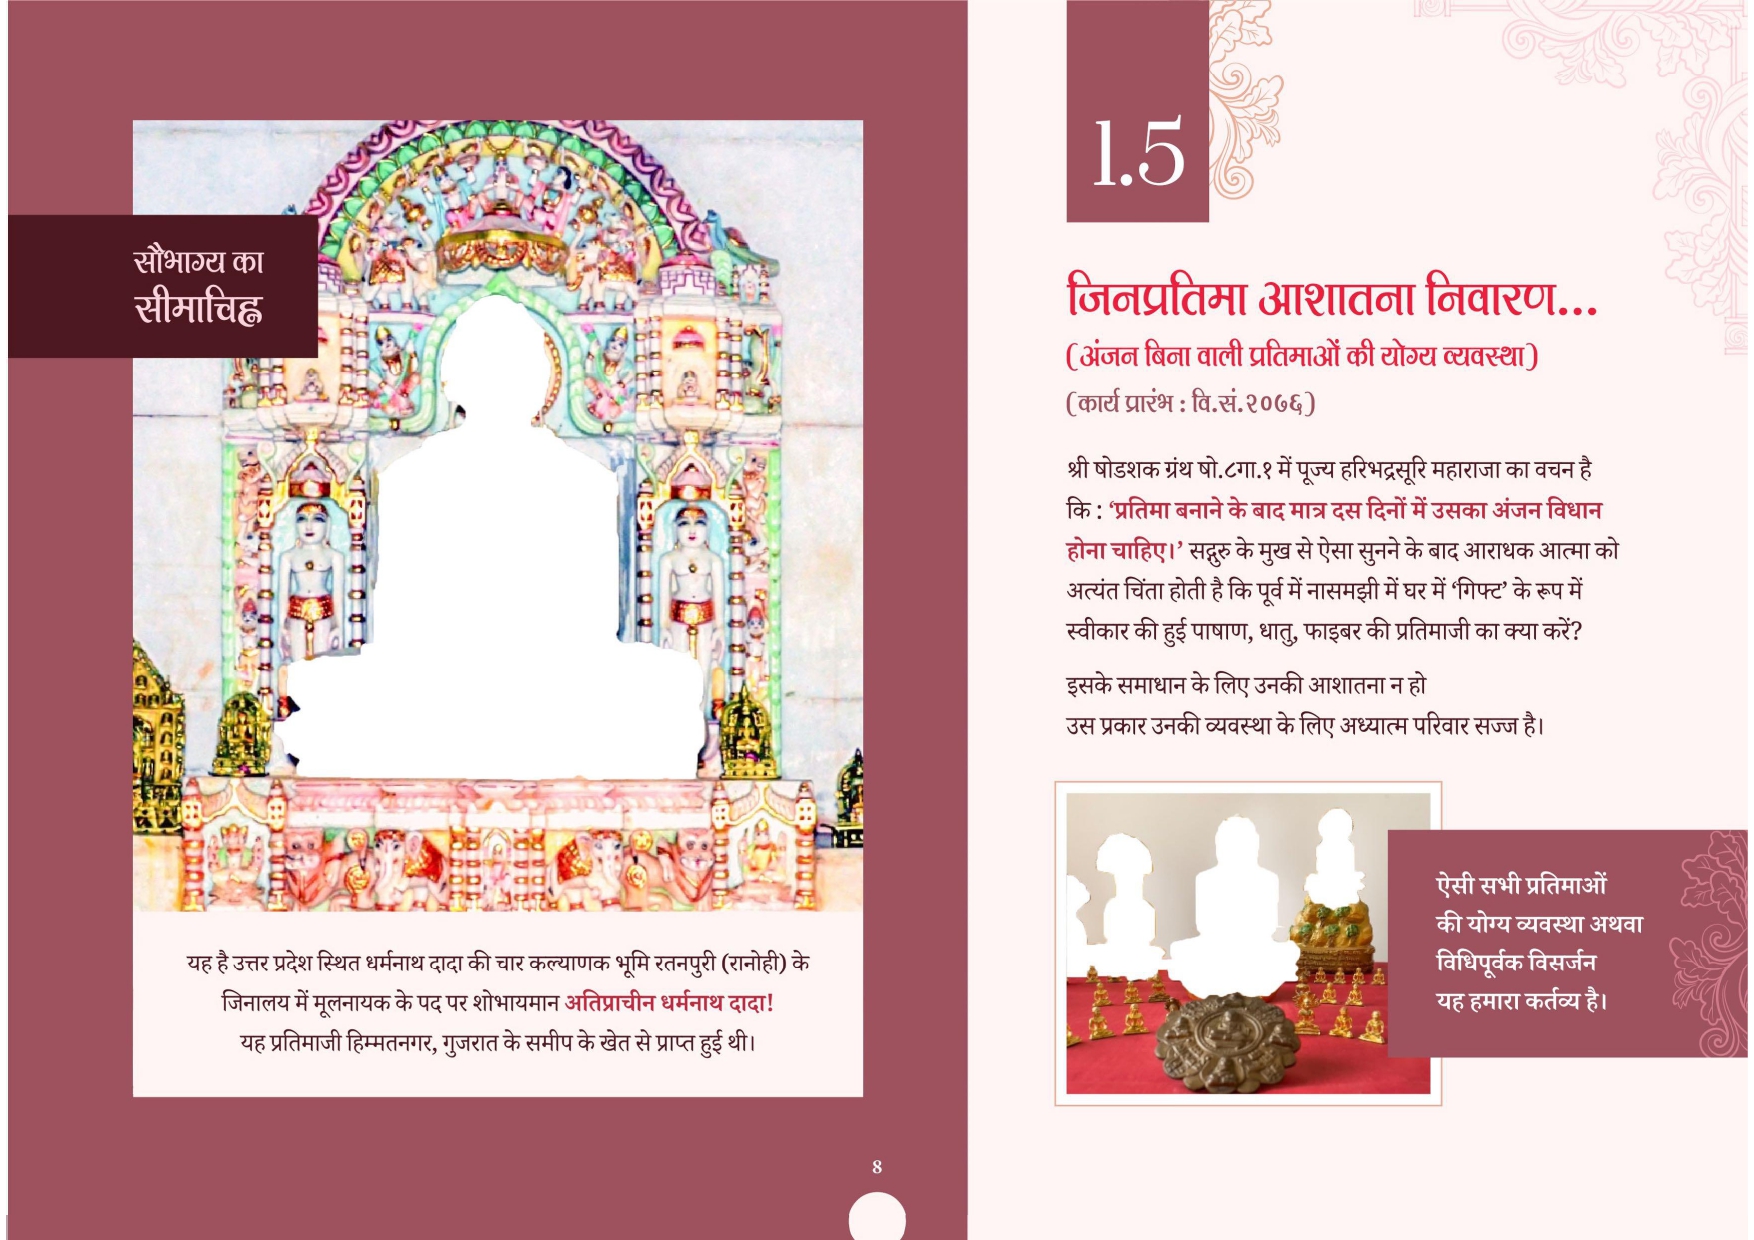 सौभाग्य का
सीमाचिह्न
यह है उत्तर प्रदेश स्थित धर्मनाथ दादा की चार कल्याणक भूमि रतनपुरी (रानोही) के
जिनालय में मूलनायक के पद पर शोभायमान अतिप्राचीन धर्मनाथ दादा!
यह प्रतिमाजी हिम्मतनगर, गुजरात के समीप के खेत से प्राप्त हुई थी।
8
1.5
जिनप्रतिमा आशातना निवारण...
(अंजन बिना वाली प्रतिमाओं की योग्य व्यवस्था)
(कार्य प्रारंभ : वि.सं.२०७६)
श्री षोडशक ग्रंथ षो.८गा.१ में पूज्य हरिभद्रसूरि महाराजा का वचन है
कि : ‘प्रतिमा बनाने के बाद मात्र दस दिनों में उसका अंजन विधान
होना चाहिए।’ सद्गुरु के मुख से ऐसा सुनने के बाद आराधक आत्मा को
अत्यंत चिंता होती है कि पूर्व में नासमझी में घर में ‘गिफ्ट’ के रूप में
स्वीकार की हुई पाषाण, धातु, फाइबर की प्रतिमाजी का क्या करें?
इसके समाधान के लिए उनकी आशातना न हो
उस प्रकार उनकी व्यवस्था के लिए अध्यात्म परिवार सज्ज है।
ऐसी सभी प्रतिमाओं
की योग्य व्यवस्था अथवा
विधिपूर्वक विसर्जन
यह हमारा कर्तव्य है।